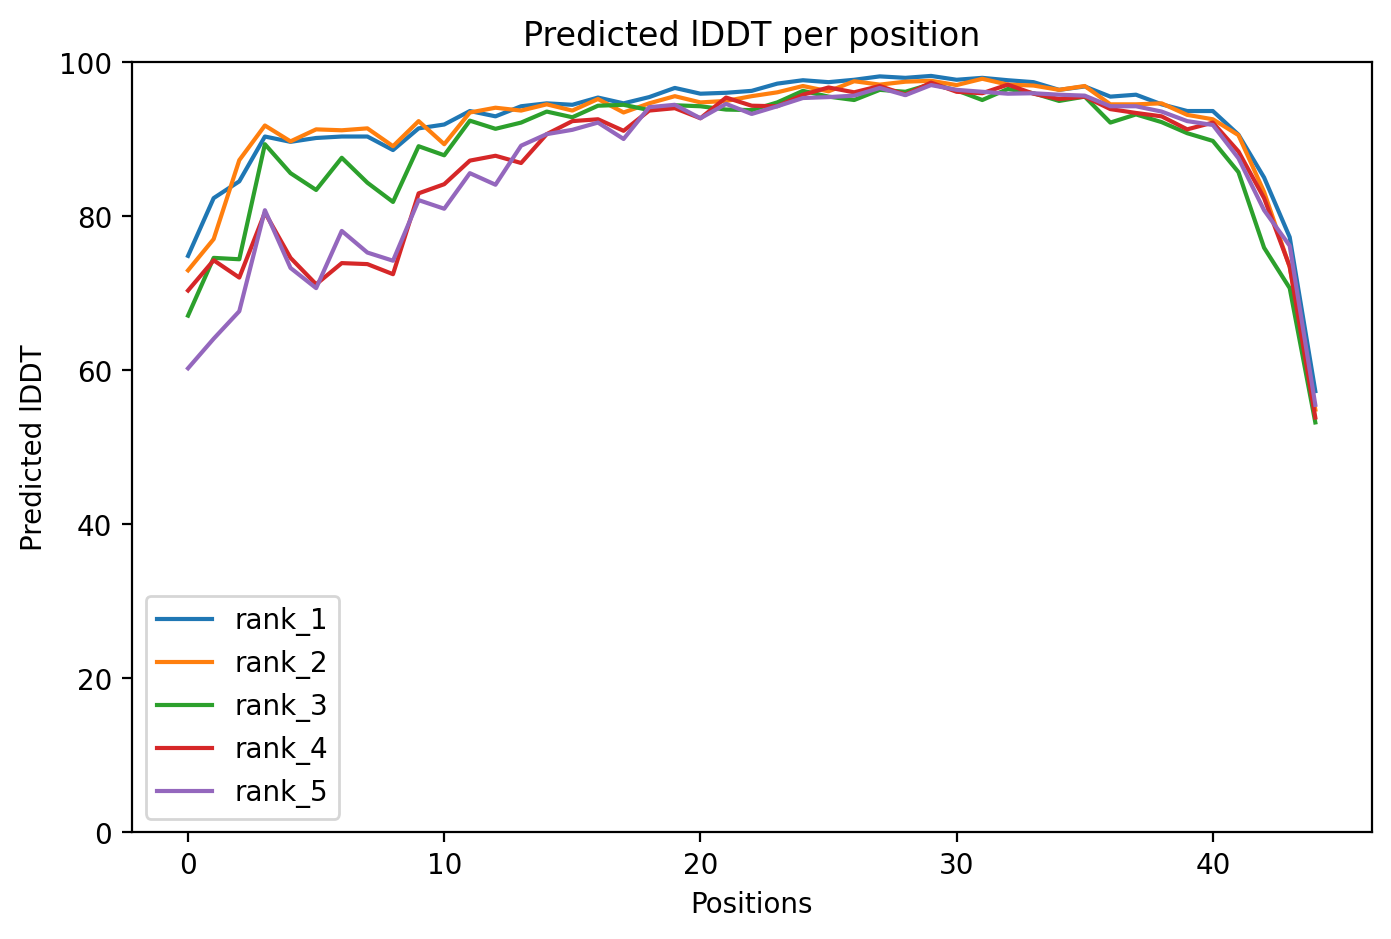 Predicted lDDT per position
100
80
60
40
20
0
Predicted lDDT
rank_1
rank_2
rank_3
rank_4
rank_5
0 10 20 30 40
Positions